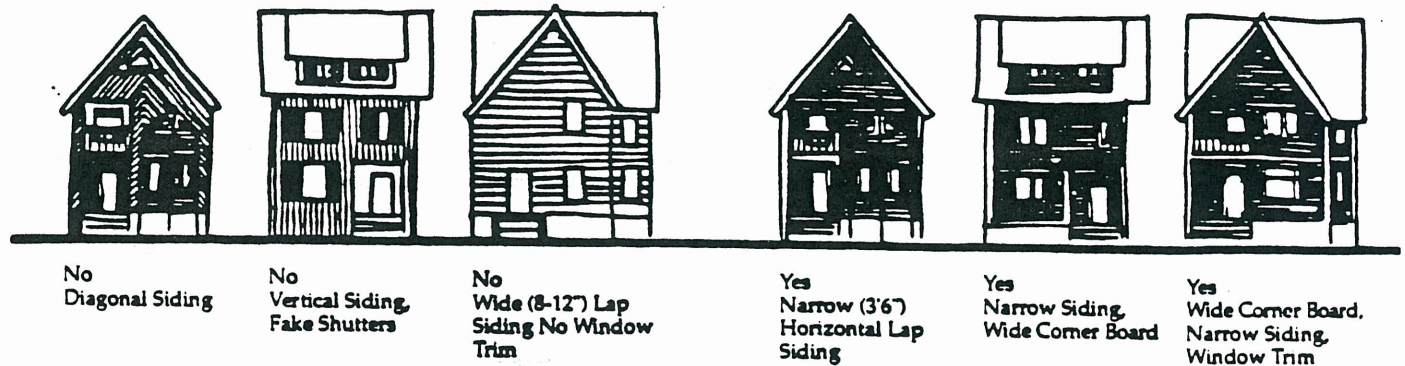 No
Diagonal Siding
No
Vertical Siding,
Fake Shutters
No
Wide (8-12") Lap
Siding No Window
Trim
Yes
Narrow (3'6")
Horizontal Lap
Siding
Yes
Narrow Siding,
Wide Corner Board
Yes
Wide Corner Board,
Narrow Siding,
Window Trim